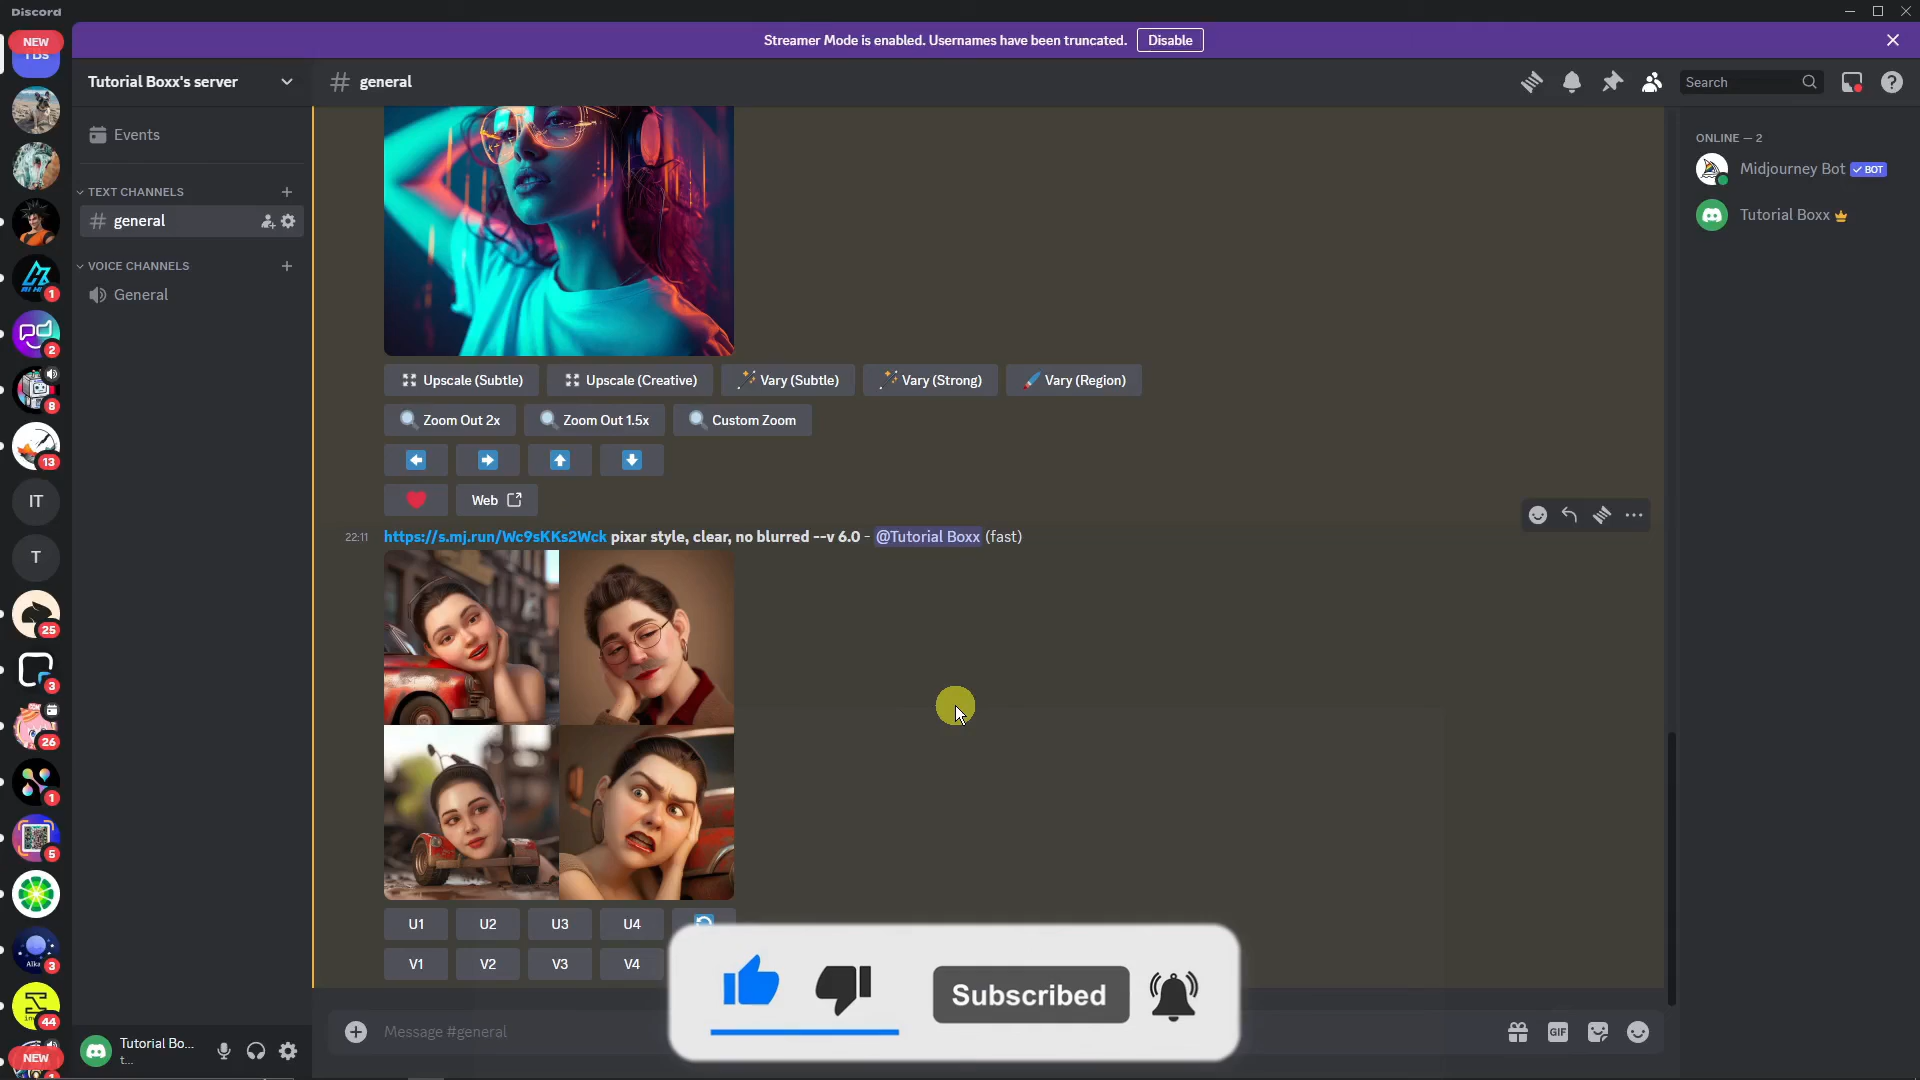 Discord
Streamer Mode is enabled. Usernames have been truncated. Disable
NEW
TBs
Tutorial Boxx's server
general
Search
Events
ONLINE — 2
Midjourney Bot BOT
Tutorial Boxx
TEXT CHANNELS
general
VOICE CHANNELS
General
1
2
8
13
IT
T
25
3
26
1
5
3
44
NEW
Upscale (Subtle) Upscale (Creative) Vary (Subtle) Vary (Strong) Vary (Region)
Zoom Out 2x Zoom Out 1.5x Custom Zoom
Web
22:11 https://s.mj.run/Wc9sKKs2Wck pixar style, clear, no blurred --v 6.0 - @Tutorial Boxx (fast)
U1 U2 U3 U4
V1 V2 V3 V4
Subscribed
Message #general
GIF
Tutorial Bo...
t...